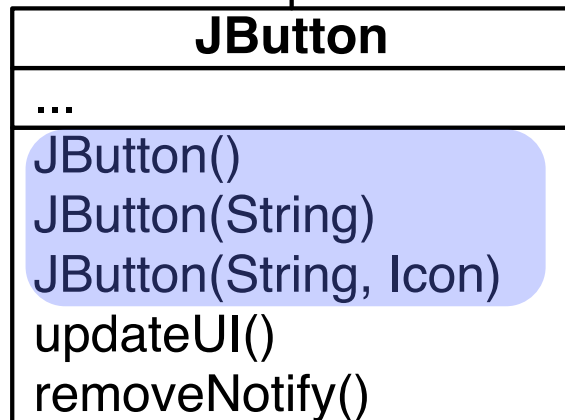 JButton
...
JButton()
JButton(String)
JButton(String, Icon)
updateUI()
removeNotify()